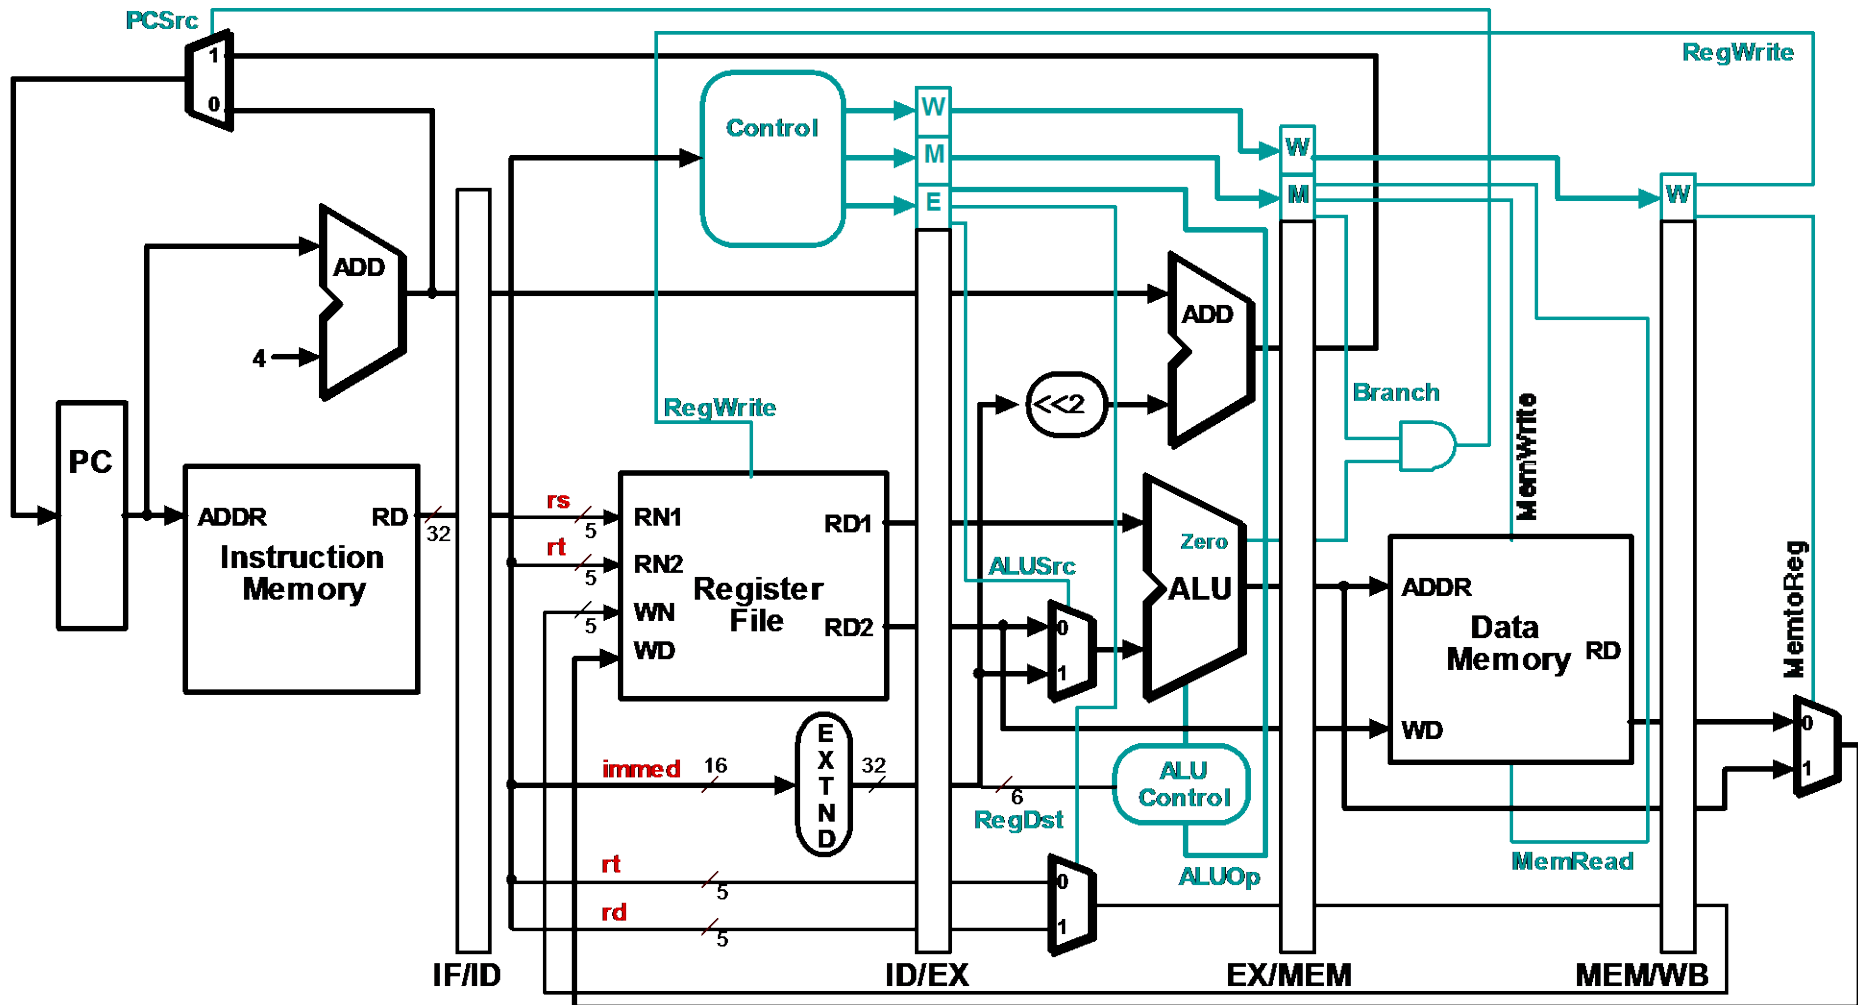 PCSrc
1
0
RegWrite
Control
W
M
E
W
M
W
ADD
4
ADD
<<2
Branch
MemWrite
RegWrite
PC
ADDR
RD
32
Instruction
Memory
rs
5
rt
5
5
RN1
RN2
WN
WD
Register
File
RD1
RD2
ALUSrc
0
1
Zero
ALU
ADDR
Data
Memory
RD
WD
MemtoReg
0
1
immed
16
E
X
T
N
D
32
6
RegDst
ALU
Control
ALUOp
MemRead
rt
5
rd
5
0
1
IF/ID
ID/EX
EX/MEM
MEM/WB